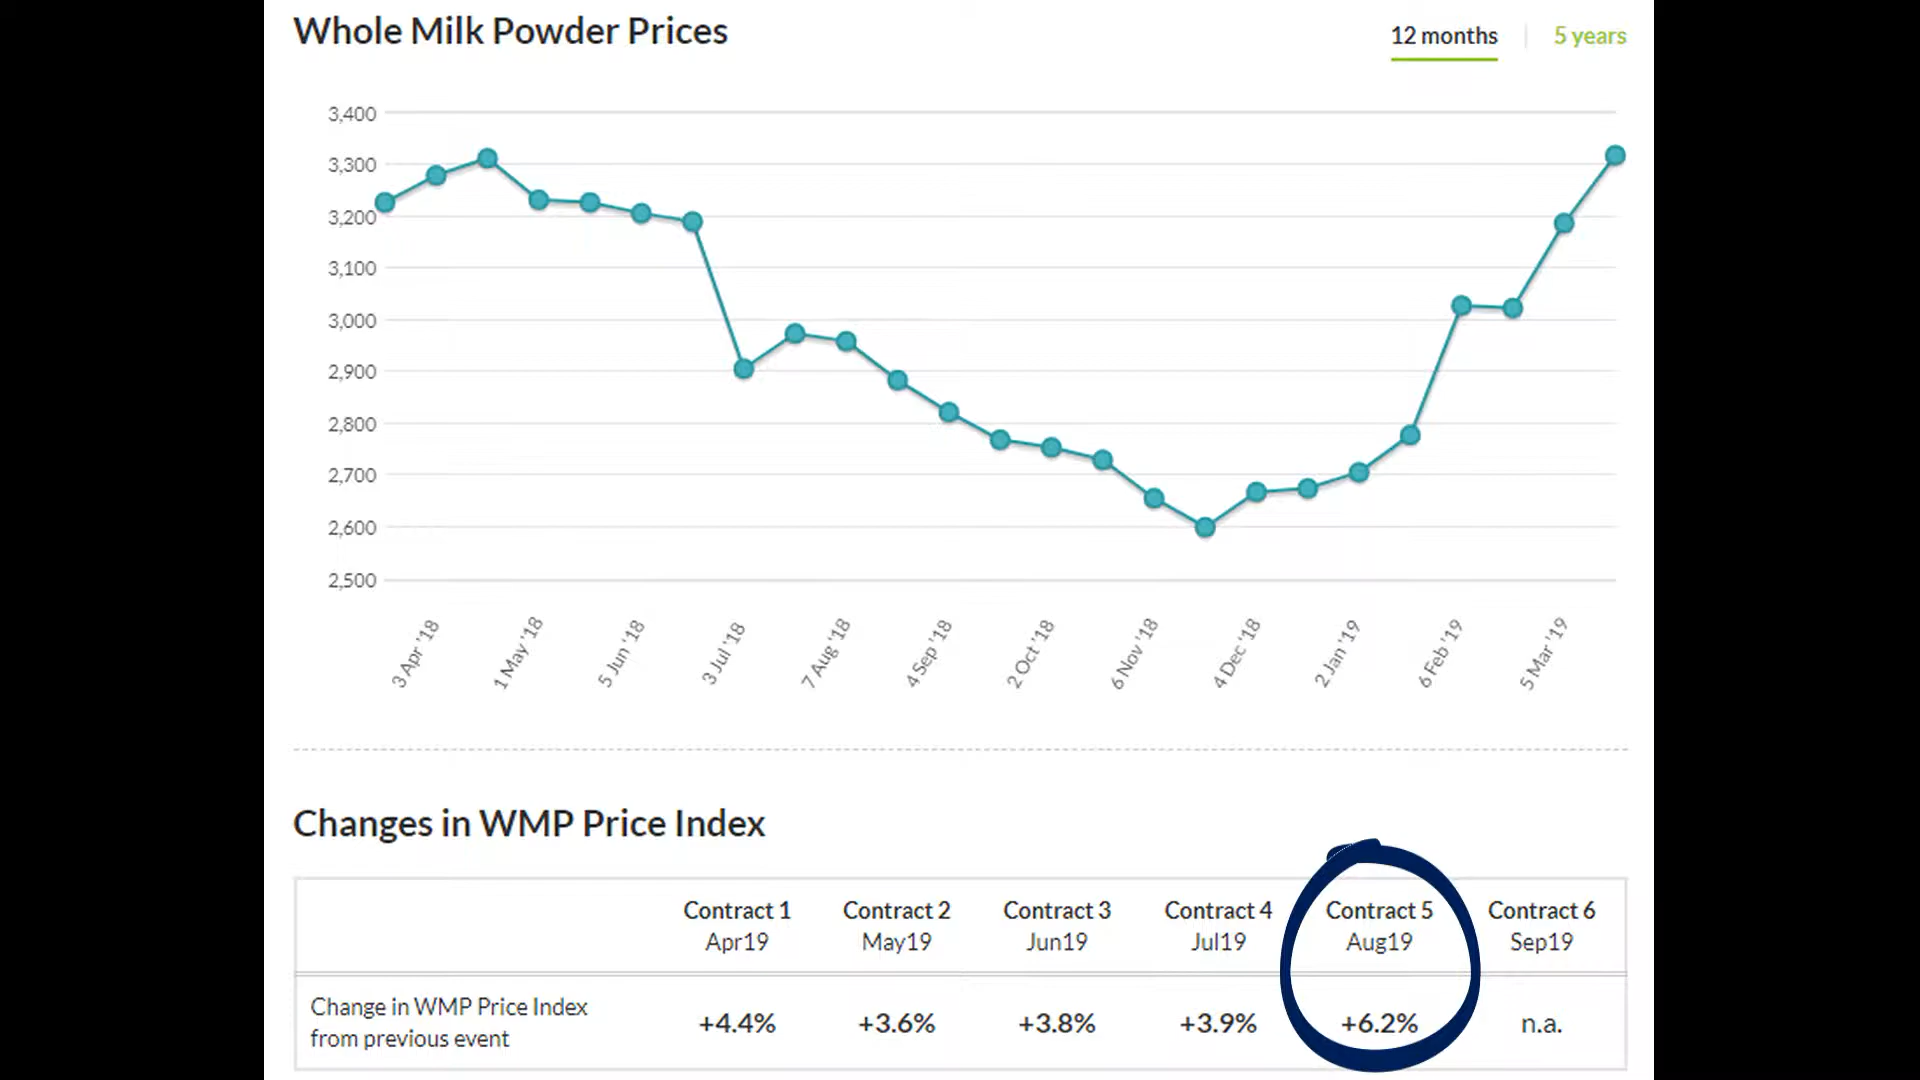 Whole Milk Powder Prices
12 months
5 years
3,400
3,300
3,200
3,100
3,000
2,900
2,800
2,700
2,600
2,500
3 Apr '18
1 May '18
5 Jun '18
3 Jul '18
7 Aug '18
4 Sep '18
2 Oct '18
6 Nov '18
4 Dec '18
2 Jan '19
6 Feb '19
5 Mar '19
Changes in WMP Price Index
Contract 1 Contract 2 Contract 3 Contract 4 Contract 5 Contract 6
Apr19 May19 Jun19 Jul19 Aug19 Sep19
Change in WMP Price Index
from previous event
+4.4% +3.6% +3.8% +3.9% +6.2% n.a.